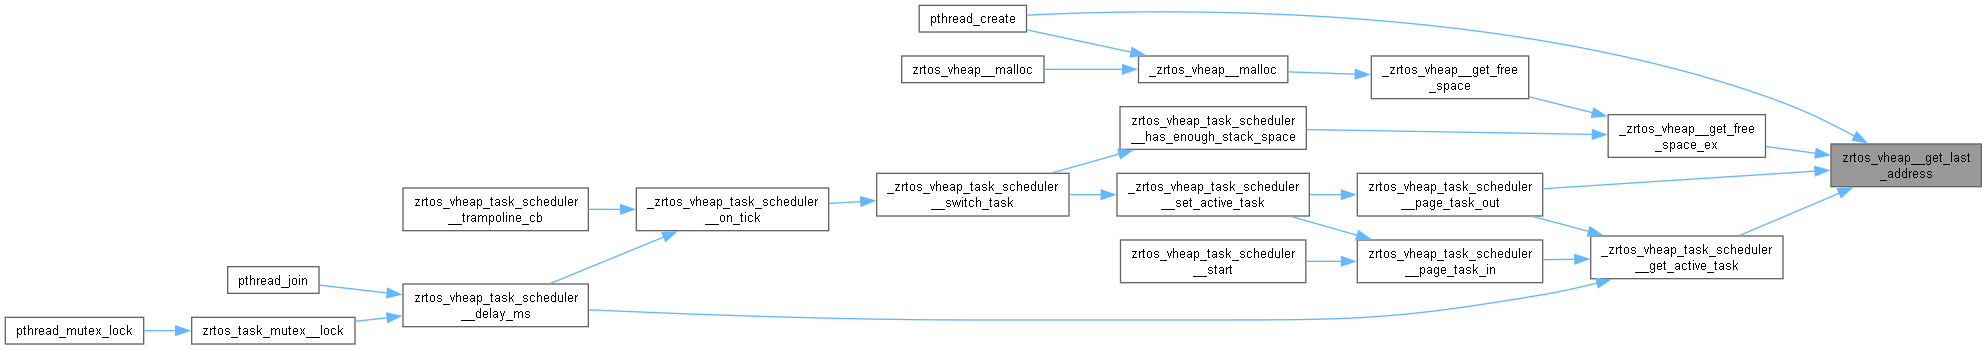 pthread_create
zrtos_vheap__malloc
_zrtos_vheap__malloc
_zrtos_vheap__get_free
_space
zrtos_vheap_task_scheduler
__has_enough_stack_space
_zrtos_vheap__get_free
_space_ex
zrtos_vheap__get_last
_address
zrtos_vheap_task_scheduler
__trampoline_cb
_zrtos_vheap_task_scheduler
__on_tick
_zrtos_vheap_task_scheduler
__switch_task
_zrtos_vheap_task_scheduler
__set_active_task
zrtos_vheap_task_scheduler
__page_task_out
zrtos_vheap_task_scheduler
__start
zrtos_vheap_task_scheduler
__page_task_in
_zrtos_vheap_task_scheduler
__get_active_task
pthread_join
zrtos_vheap_task_scheduler
__delay_ms
pthread_mutex_lock
zrtos_task_mutex__lock